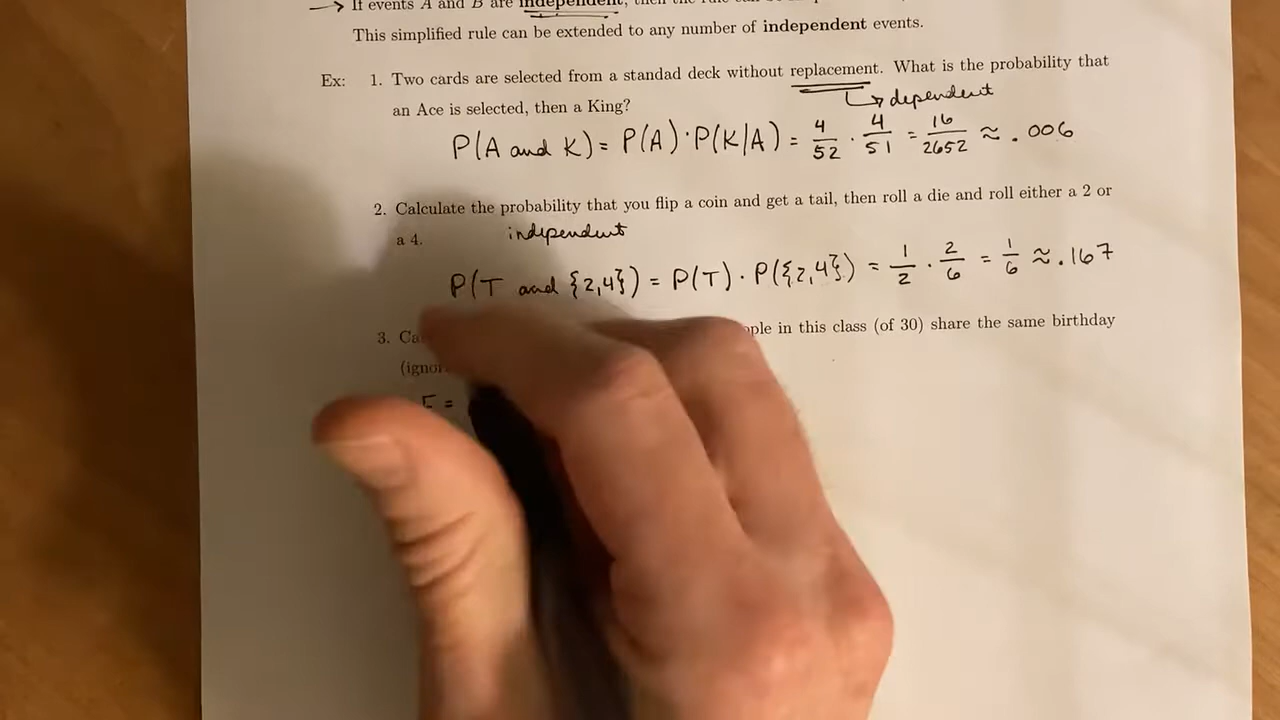 If events A and B are independent, then the rule can
This simplified rule can be extended to any number of independent events.
Ex: 1. Two cards are selected from a standad deck without replacement. What is the probability that
↳ dependent
an Ace is selected, then a King?
P(A and K) = P(A) · P(K|A) = 4/52 · 4/51 = 16/2652 ≈ .006
2. Calculate the probability that you flip a coin and get a tail, then roll a die and roll either a 2 or
a 4. independent
P(T and {2,4}) = P(T) · P({2,4}) = 1/2 · 2/6 = 1/6 ≈ .167
3. in this class (of 30) share the same birthday
E =